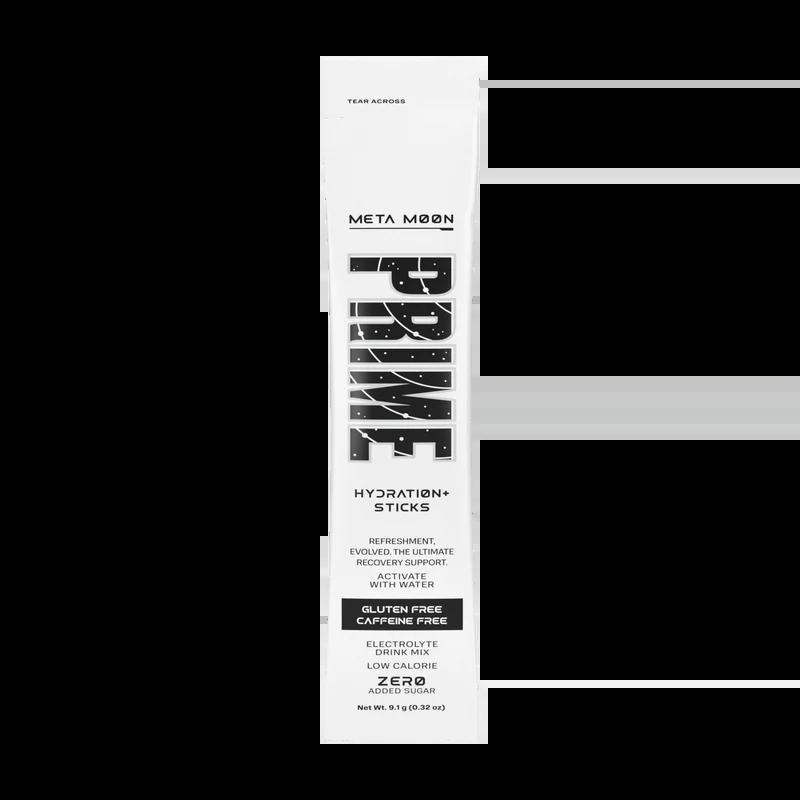 TEAR ACROSS
META MØØN
PRIME
HYDRATIØN+
STICKS
REFRESHMENT,
EVOLVED. THE ULTIMATE
RECOVERY SUPPORT.
ACTIVATE
WITH WATER
GLUTEN FREE
CAFFEINE FREE
ELECTROLYTE
DRINK MIX
LOW CALORIE
ZERØ
ADDED SUGAR
Net Wt. 9.1 g (0.32 oz)